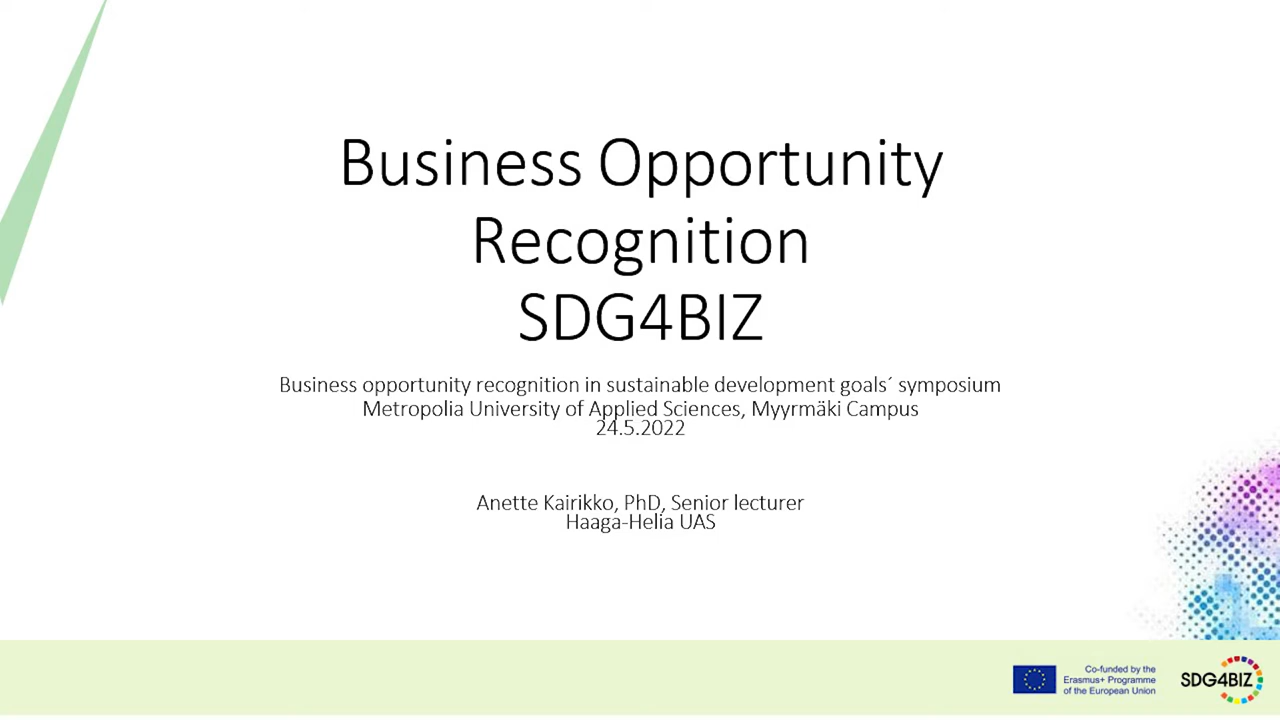 Business Opportunity
Recognition
SDG4BIZ
Business opportunity recognition in sustainable development goals´ symposium
Metropolia University of Applied Sciences, Myyrmäki Campus
24.5.2022
Anette Kairikko, PhD, Senior lecturer
Haaga-Helia UAS
Co-funded by the
Erasmus+ Programme
of the European Union
SDG4BIZ